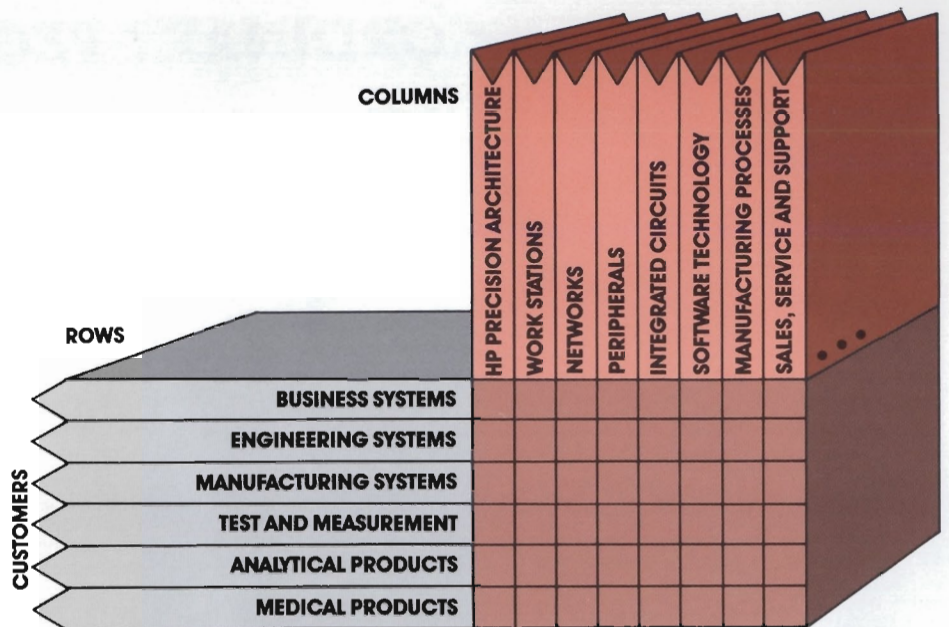 COLUMNS
HP PRECISION ARCHITECTURE
WORK STATIONS
NETWORKS
PERIPHERALS
INTEGRATED CIRCUITS
SOFTWARE TECHNOLOGY
MANUFACTURING PROCESSES
SALES, SERVICE AND SUPPORT
ROWS
CUSTOMERS
BUSINESS SYSTEMS
ENGINEERING SYSTEMS
MANUFACTURING SYSTEMS
TEST AND MEASUREMENT
ANALYTICAL PRODUCTS
MEDICAL PRODUCTS